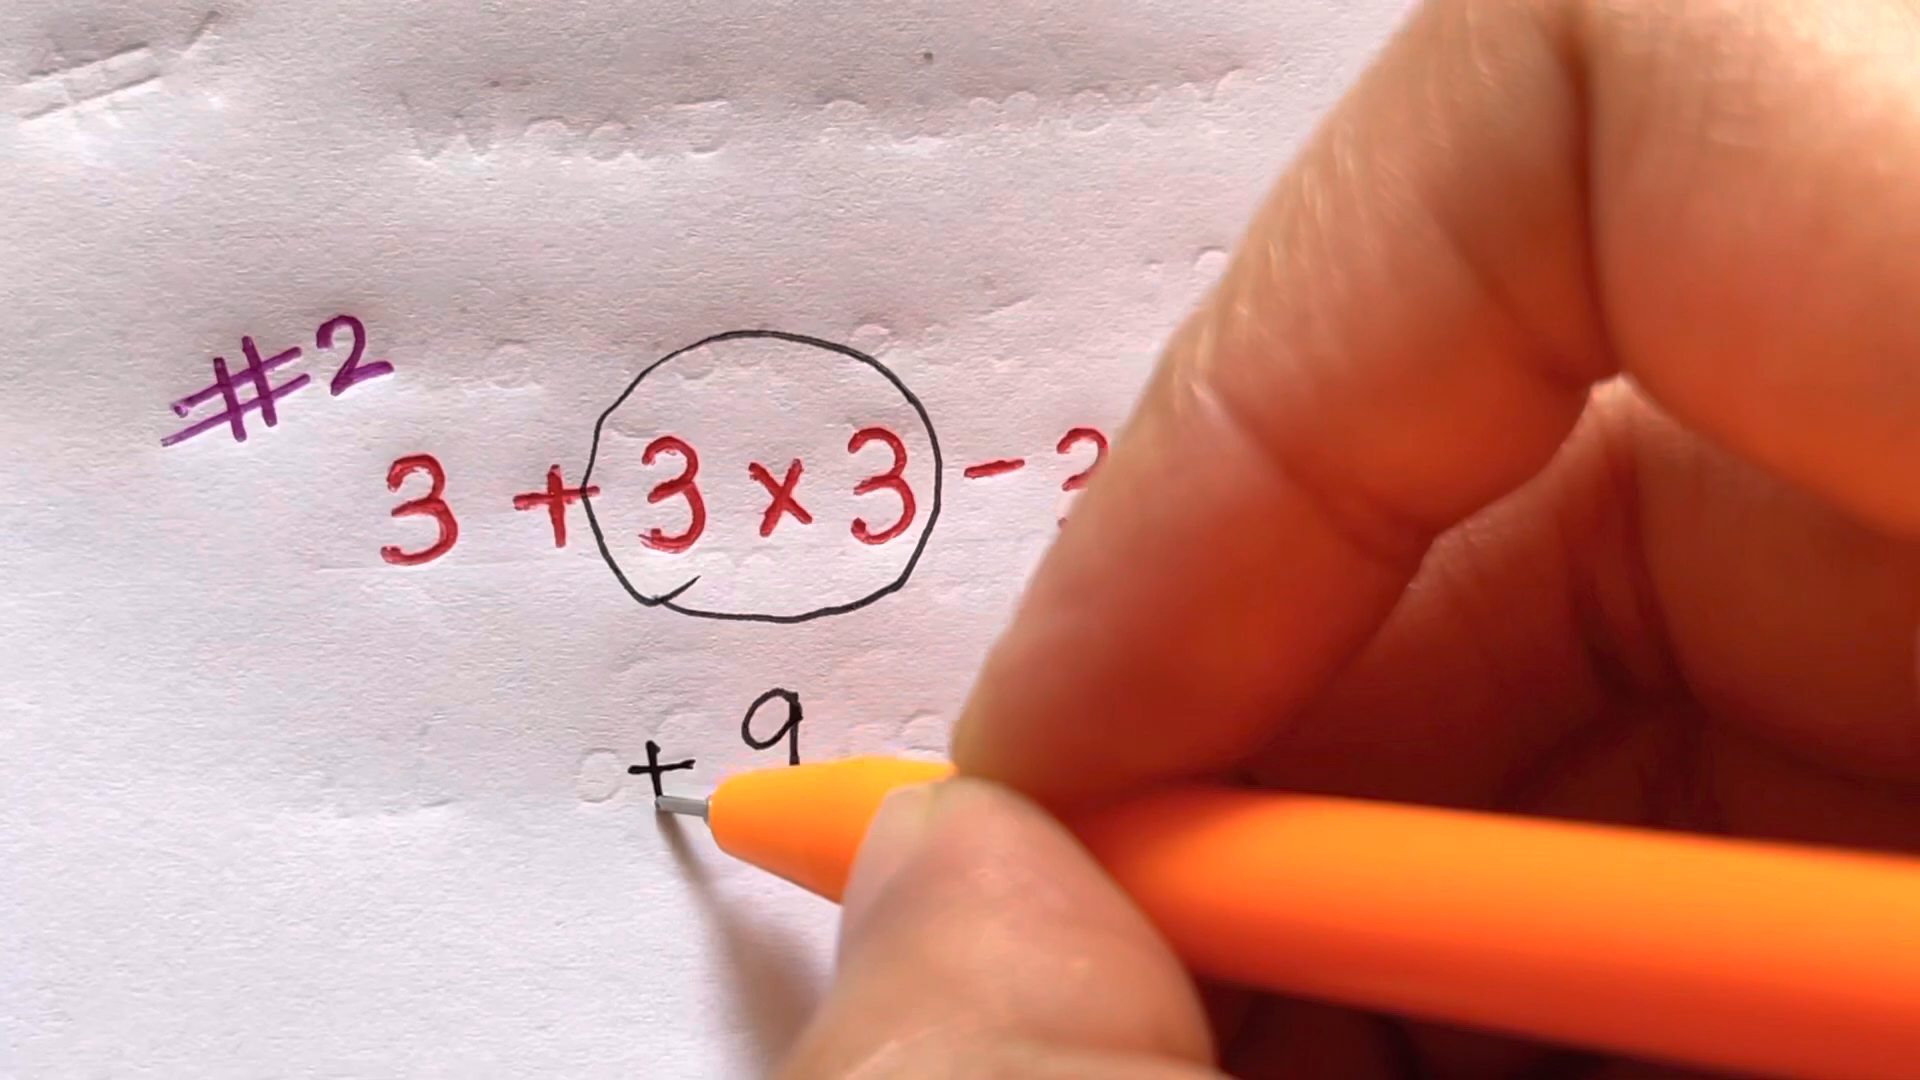 #2
3 + 3 × 3 -
+ 9